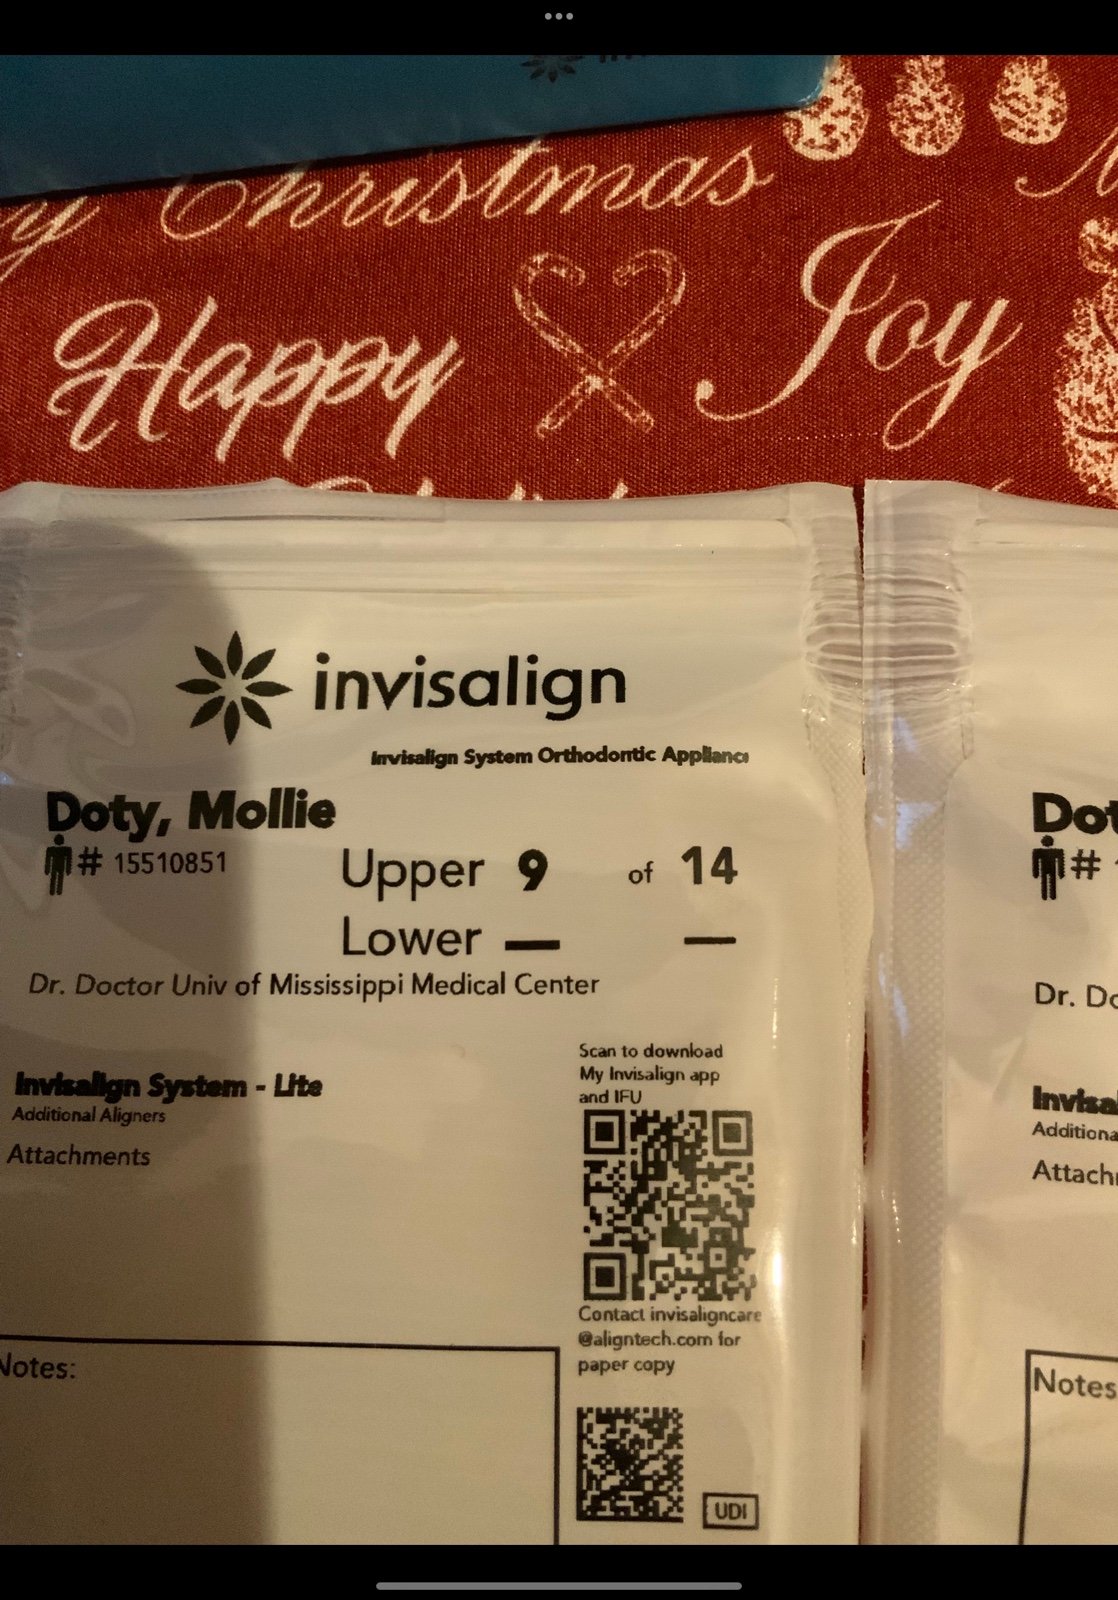 Christmas
Happy
Joy
invisalign
Invisalign System Orthodontic Appliance
Doty, Mollie
# 15510851
Upper 9 of 14
Lower — —
Dr. Doctor Univ of Mississippi Medical Center
Scan to download
My Invisalign app
and IFU
Invisalign System - Lite
Additional Aligners
Attachments
Contact invisaligncare
@aligntech.com for
paper copy
Notes:
UDI
Dot
#
Dr. Do
Invisal
Additiona
Attachm
Notes